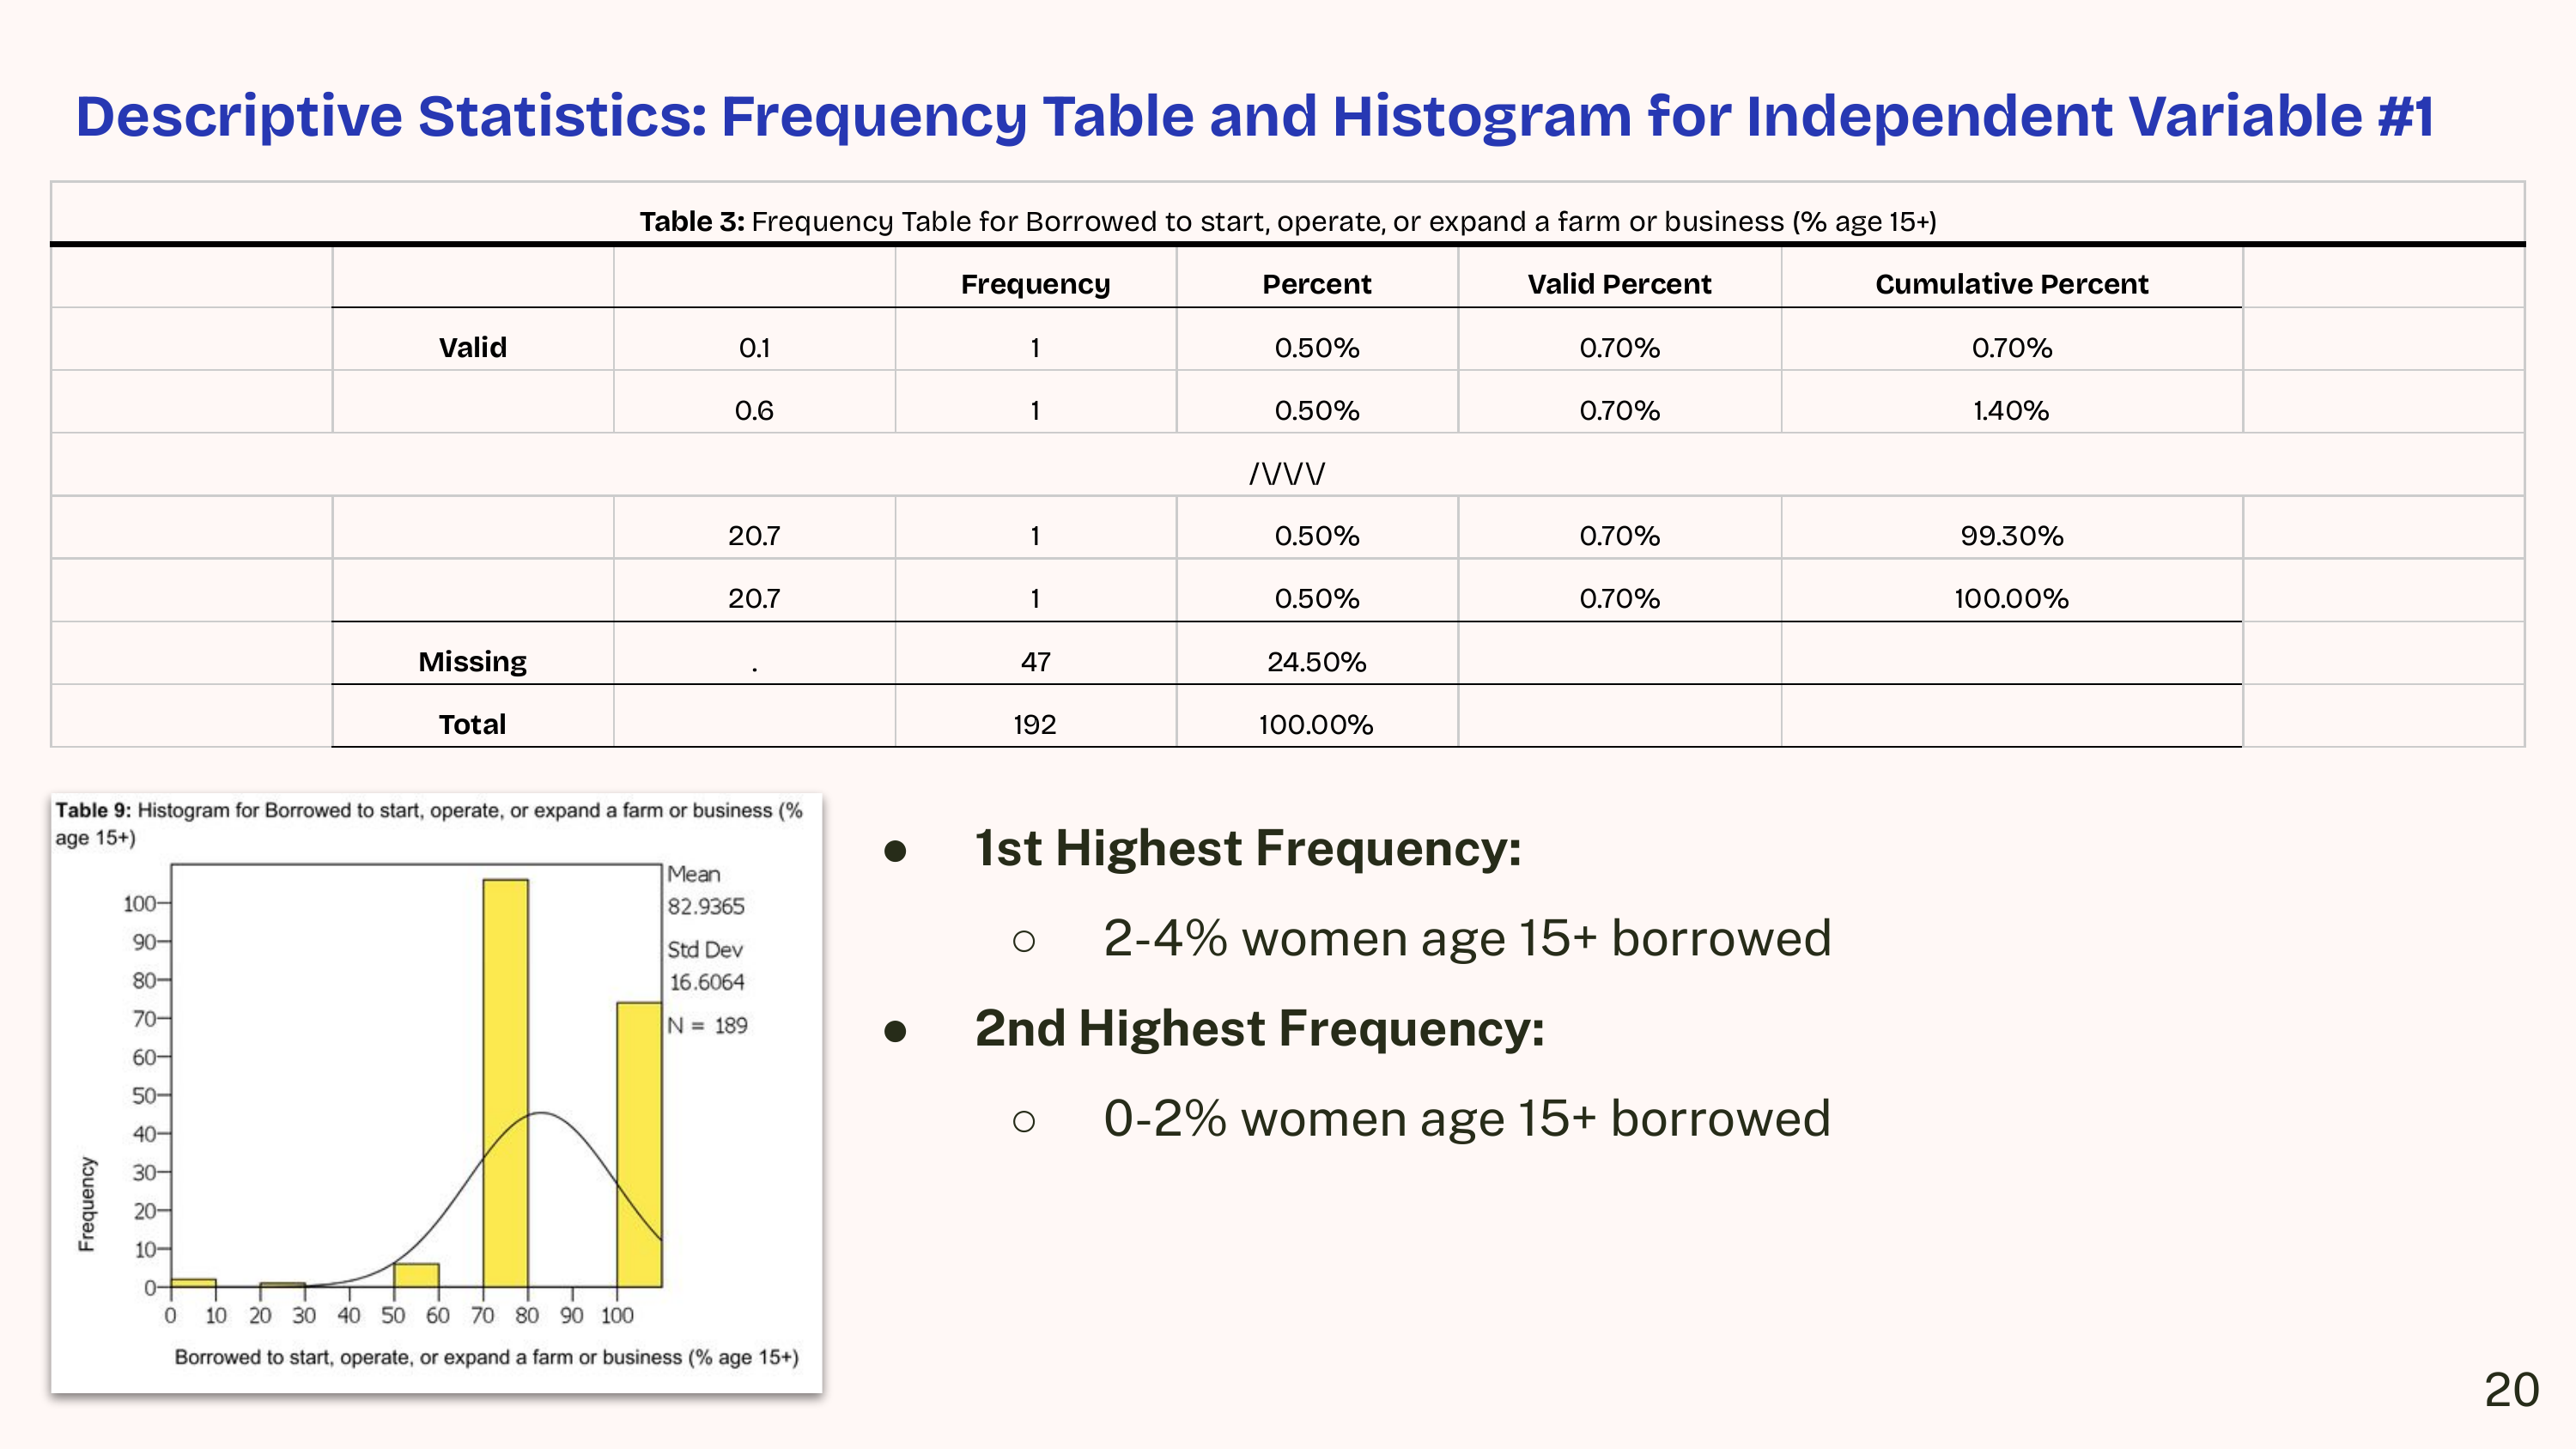 Descriptive Statistics: Frequency Table and Histogram for Independent Variable #1
Table 3: Frequency Table for Borrowed to start, operate, or expand a farm or business (% age 15+)
Frequency Percent Valid Percent Cumulative Percent
Valid 0.1 1 0.50% 0.70% 0.70%
0.6 1 0.50% 0.70% 1.40%
/\/\/\/
20.7 1 0.50% 0.70% 99.30%
20.7 1 0.50% 0.70% 100.00%
Missing . 47 24.50%
Total 192 100.00%
Table 9: Histogram for Borrowed to start, operate, or expand a farm or business (%
age 15+)
Mean
82.9365
Std Dev
16.6064
N = 189
100
90
80
70
60
50
40
30
20
10
0
Frequency
0 10 20 30 40 50 60 70 80 90 100
Borrowed to start, operate, or expand a farm or business (% age 15+)
● 1st Highest Frequency:
○ 2-4% women age 15+ borrowed
● 2nd Highest Frequency:
○ 0-2% women age 15+ borrowed
20